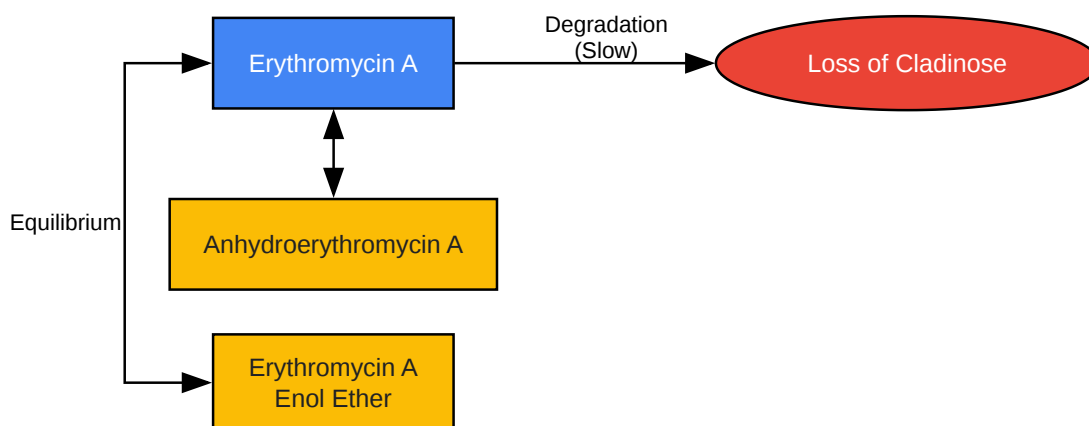 Degradation
(Slow)
Erythromycin A
Loss of Cladinose
Equilibrium
Anhydroerythromycin A
Erythromycin A
Enol Ether